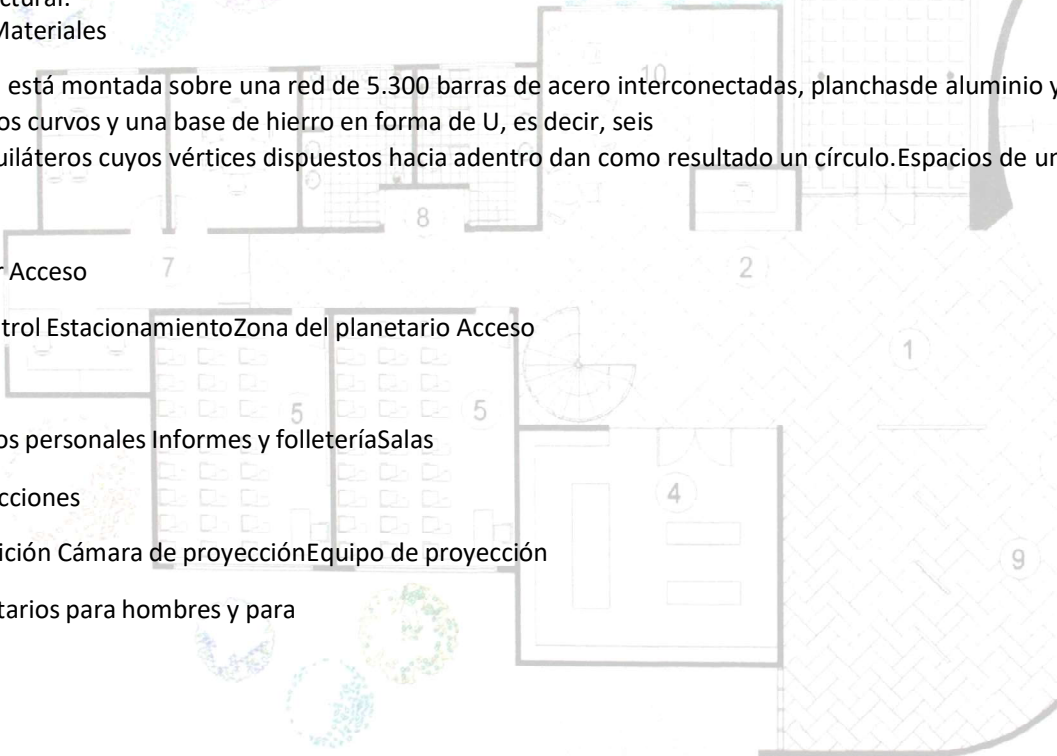 Materiales
10
está montada sobre una red de 5.300 barras de acero interconectadas, planchasde aluminio y
os curvos y una base de hierro en forma de U, es decir, seis
uiláteros cuyos vértices dispuestos hacia adentro dan como resultado un círculo.Espacios de un
8
Acceso
7
2
trol EstacionamientoZona del planetario Acceso
1
5
5
os personales Informes y folleteríaSalas
4
cciones
ición Cámara de proyecciónEquipo de proyección
9
tarios para hombres y para